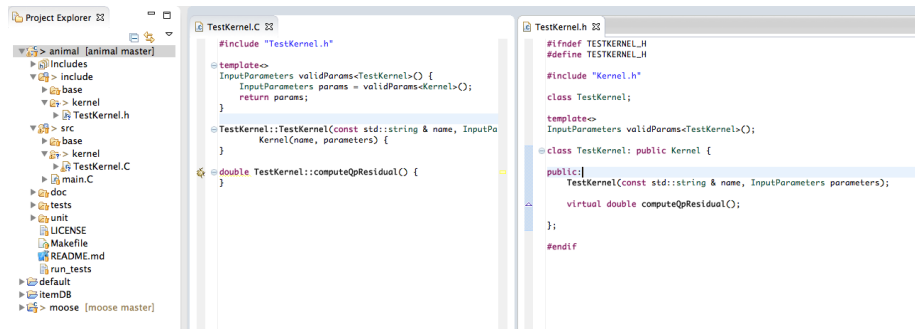 Project Explorer
> animal [animal master]
Includes
> include
base
> kernel
TestKernel.h
> src
base
> kernel
TestKernel.C
main.C
doc
tests
unit
LICENSE
Makefile
README.md
run_tests
default
itemDB
> moose [moose master]
TestKernel.C
#include "TestKernel.h"
template<>
InputParameters validParams<TestKernel>() {
InputParameters params = validParams<Kernel>();
return params;
}
TestKernel::TestKernel(const std::string & name, InputPa
Kernel(name, parameters) {
}
double TestKernel::computeQpResidual() {
}
TestKernel.h
#ifndef TESTKERNEL_H
#define TESTKERNEL_H
#include "Kernel.h"
class TestKernel;
template<>
InputParameters validParams<TestKernel>();
class TestKernel: public Kernel {
public:
TestKernel(const std::string & name, InputParameters parameters);
virtual double computeQpResidual();
};
#endif